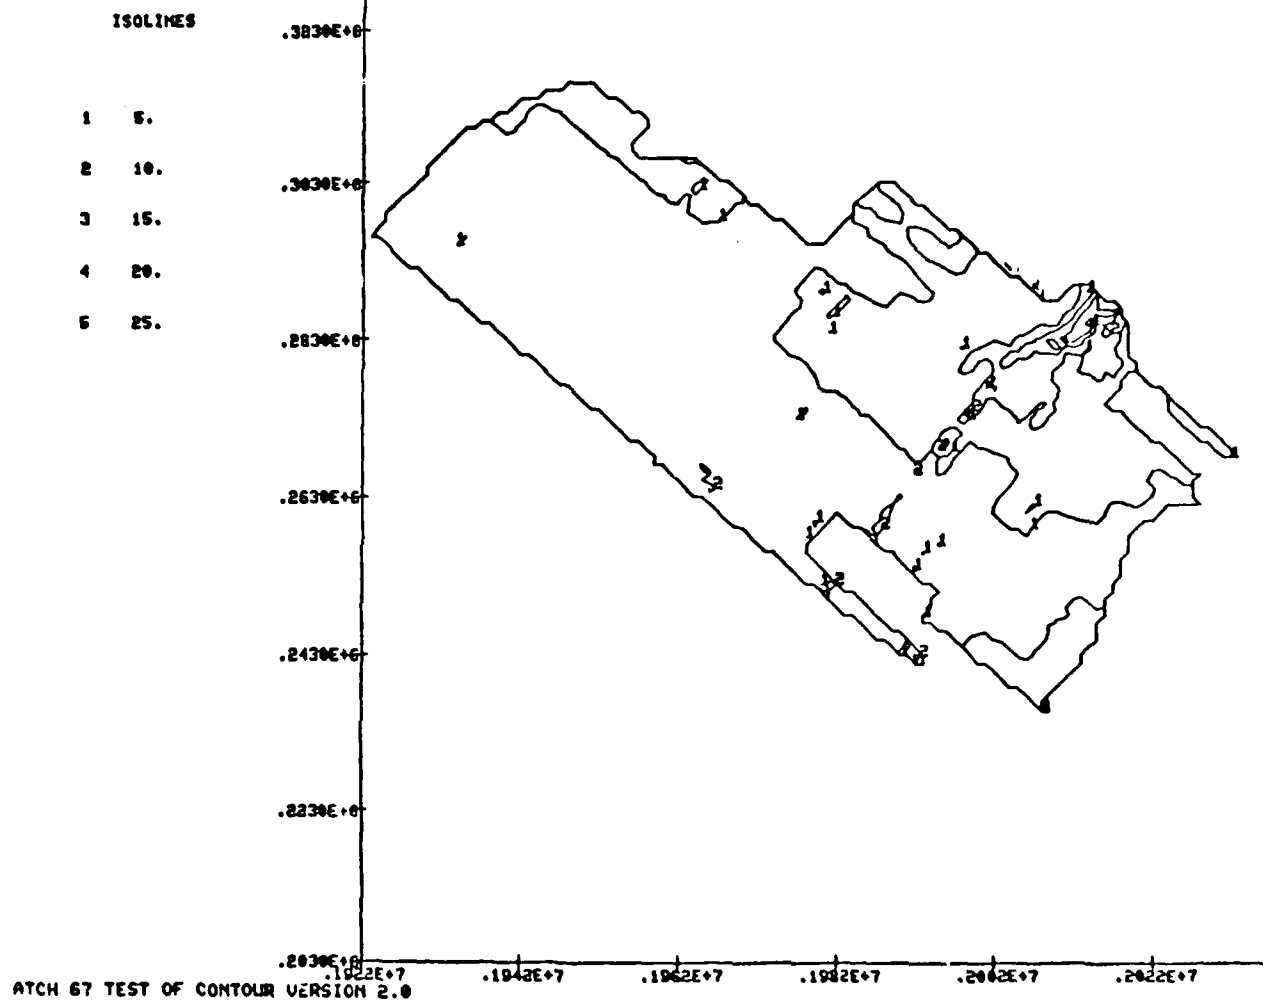 ISOLINES
1 5.
2 10.
3 15.
4 20.
5 25.
.3230E+6
.3030E+6
.2830E+6
.2630E+6
.2430E+6
.2230E+6
.2030E+6
.1922E+7 .1942E+7 .1962E+7 .1982E+7 .2002E+7 .2022E+7
ATCH 67 TEST OF CONTOUR VERSION 2.0